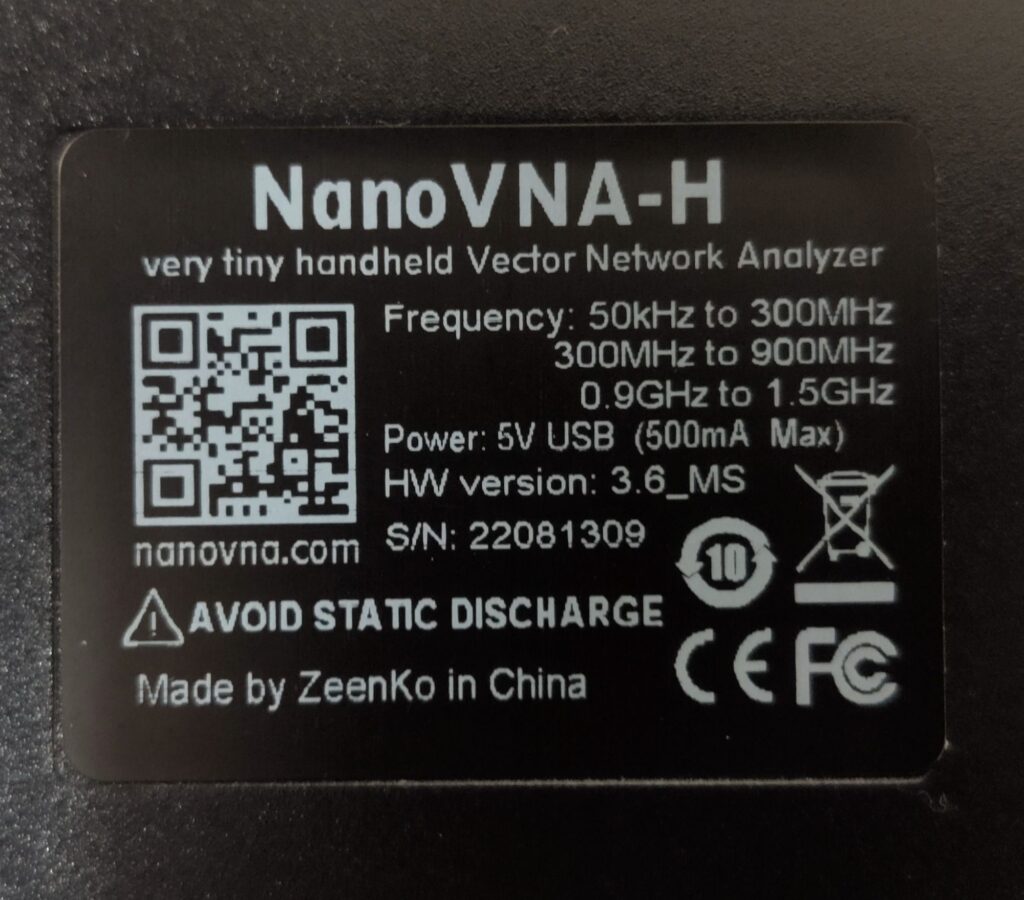 NanoVNA-H
very tiny handheld Vector Network Analyzer
Frequency: 50kHz to 300MHz
300MHz to 900MHz
0.9GHz to 1.5GHz
Power: 5V USB (500mA Max)
HW version: 3.6_MS
S/N: 22081309
nanovna.com
10
AVOID STATIC DISCHARGE
Made by ZeenKo in China
CE FC